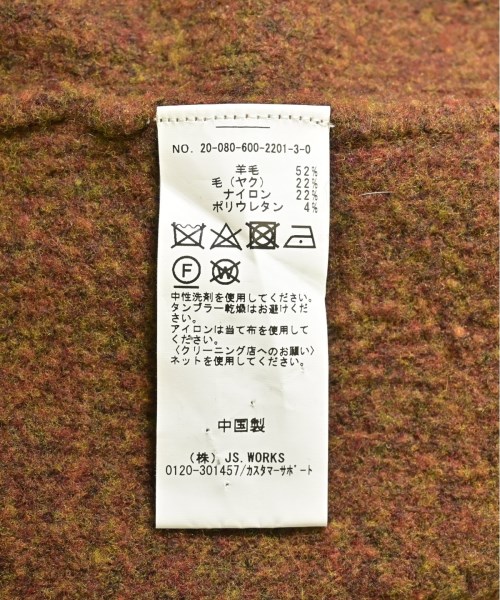 NO. 20-080-600-2201-3-0
羊毛 52%
毛(ヤク) 22%
ナイロン 22%
ポリウレタン 4%
F W
中性洗剤を使用してください。
タンブラー乾燥はお避けくだ
さい。
アイロンは当て布を使用して
ください。
〈クリーニング店へのお願い〉
ネットを使用してください。
中国製
(株) JS.WORKS
0120-301457/カスタマーサポート